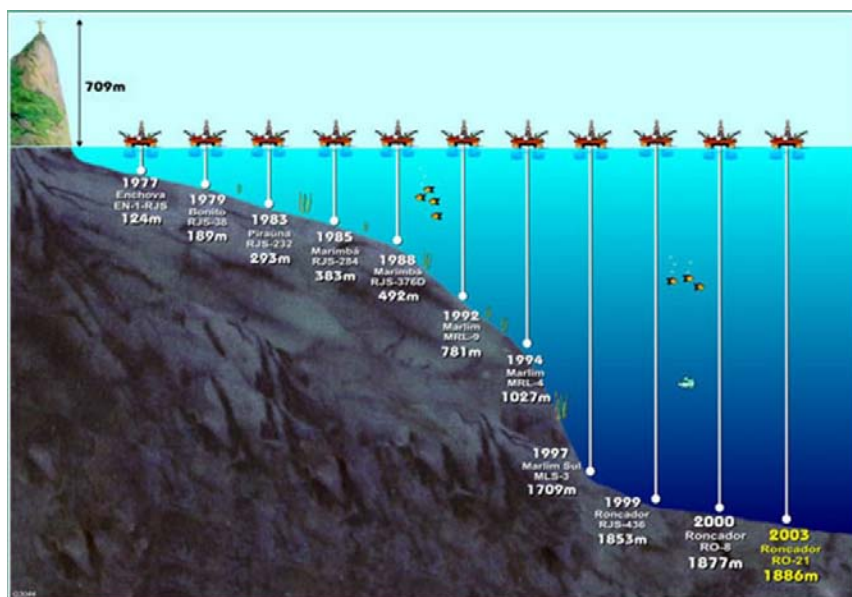 709m
1977
Enchova
EN-1-RJS
124m
1979
Bonito
RJS-38
189m
1983
Piraúna
RJS-232
293m
1985
Marimbá
RJS-284
383m
1988
Marimbá
RJS-376D
492m
1992
Marlim
MRL-9
781m
1994
Marlim
MRL-4
1027m
1997
Marlim Sul
MLS-3
1709m
1999
Roncador
RJS-436
1853m
2000
Roncador
RO-8
1877m
2003
Roncador
RO-21
1886m